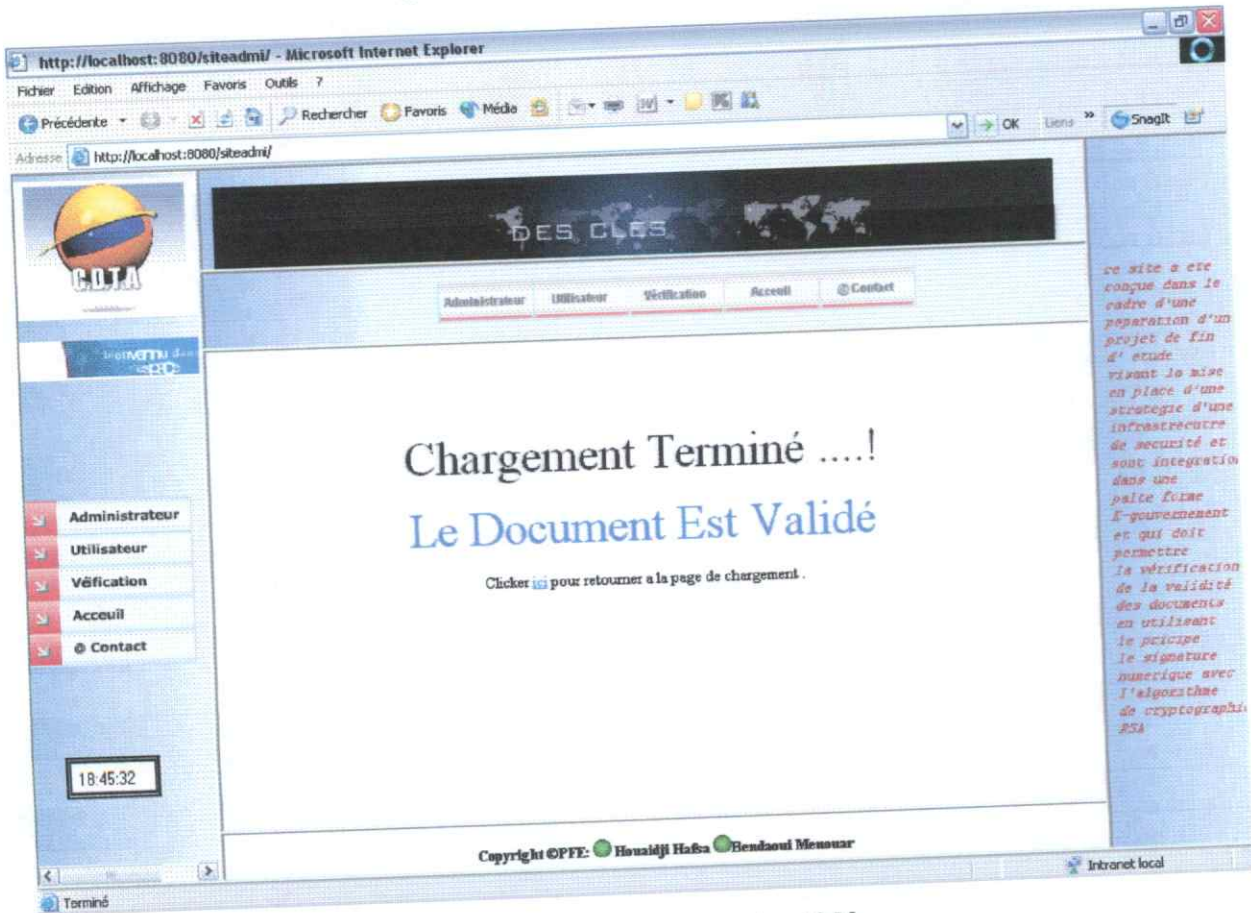 http://localhost:8080/siteadmi/ - Microsoft Internet Explorer
Fichier Edition Affichage Favoris Outils ?
Précédente Rechercher Favoris Média
Adresse http://localhost:8080/siteadmi/ OK Liens » SnagIt
C.D.T.A
DES CLES
Administrateur Utilisateur Vérification Acceuil @ Contact
Administrateur
Utilisateur
Véification
Acceuil
@ Contact
18:45:32
Chargement Terminé ....!
Le Document Est Validé
Clicker ici pour retourner a la page de chargement .
ce site a ete
conçue dans le
cadre d'une
peparation d'un
projet de fin
d' etude
visant la mise
en place d'une
strategie d'une
infrastrecutre
de securité et
sont integration
dans une
palte forme
E-gouvernement
et qui doit
permettre
la vérification
de la validité
des documents
en utilisant
le pricipe
le signature
numerique avec
l'algorithme
de cryptographie
RSA
Copyright ©PFE: Houaidji Hafsa Bendaoui Menouar
Terminé Intranet local